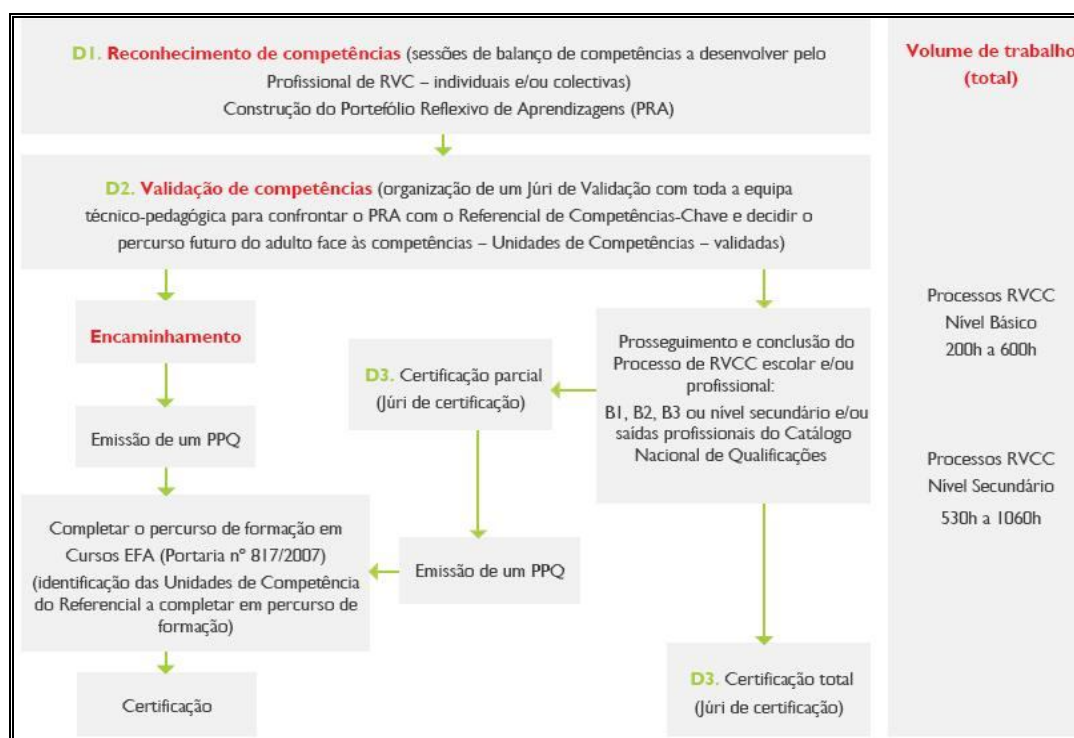 D1. Reconhecimento de competências (sessões de balanço de competências a desenvolver pelo
Profissional de RVC – individuais e/ou colectivas)
Construção do Portefólio Reflexivo de Aprendizagens (PRA)
D2. Validação de competências (organização de um Júri de Validação com toda a equipa
técnico-pedagógica para confrontar o PRA com o Referencial de Competências-Chave e decidir o
percurso futuro do adulto face às competências – Unidades de Competências – validadas)
Encaminhamento
Emissão de um PPQ
Completar o percurso de formação em
Cursos EFA (Portaria nº 817/2007)
(identificação das Unidades de Competência
do Referencial a completar em percurso de
formação)
Certificação
D3. Certificação parcial
(Júri de certificação)
Emissão de um PPQ
Prosseguimento e conclusão do
Processo de RVCC escolar e/ou
profissional:
B1, B2, B3 ou nível secundário e/ou
saídas profissionais do Catálogo
Nacional de Qualificações
D3. Certificação total
(Júri de certificação)
Volume de trabalho
(total)
Processos RVCC
Nível Básico
200h a 600h
Processos RVCC
Nível Secundário
530h a 1060h